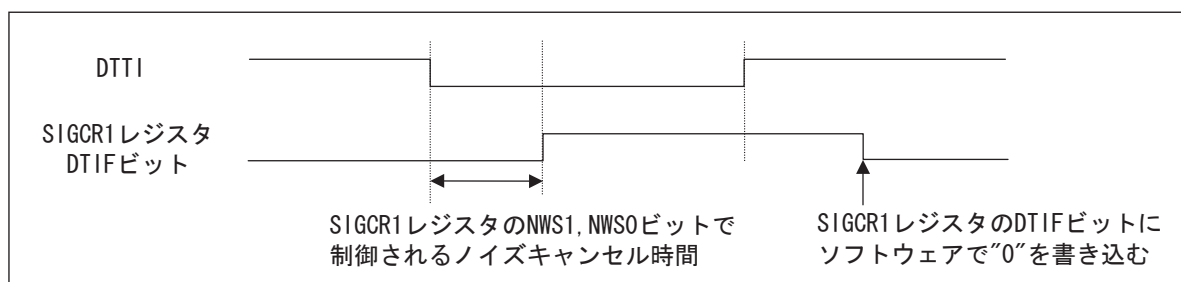 DTTI
SIGCR1レジスタ
DTIFビット
SIGCR1レジスタのNWS1,NWS0ビットで
制御されるノイズキャンセル時間
SIGCR1レジスタのDTIFビットに
ソフトウェアで"0"を書き込む